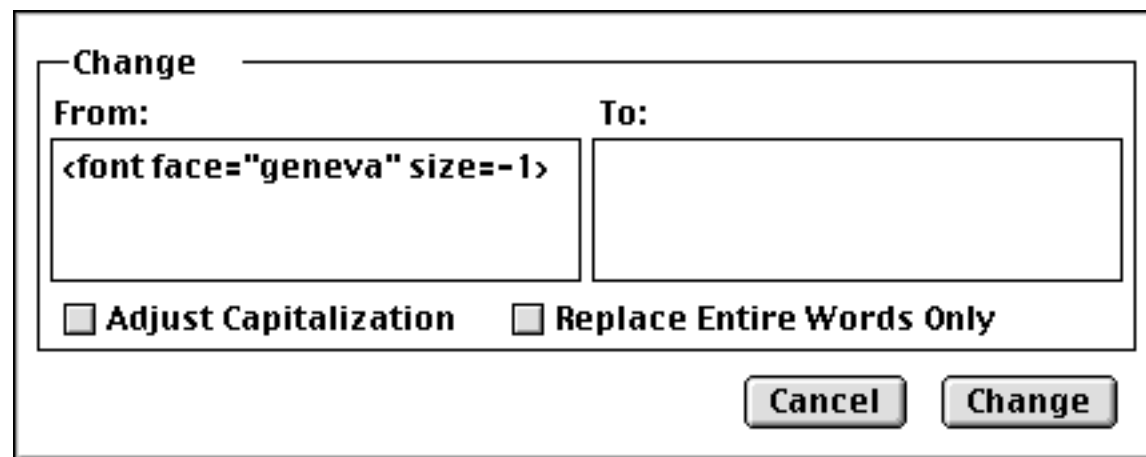 Change
From: To:
<font face="geneva" size=-1>
Adjust Capitalization Replace Entire Words Only
Cancel Change